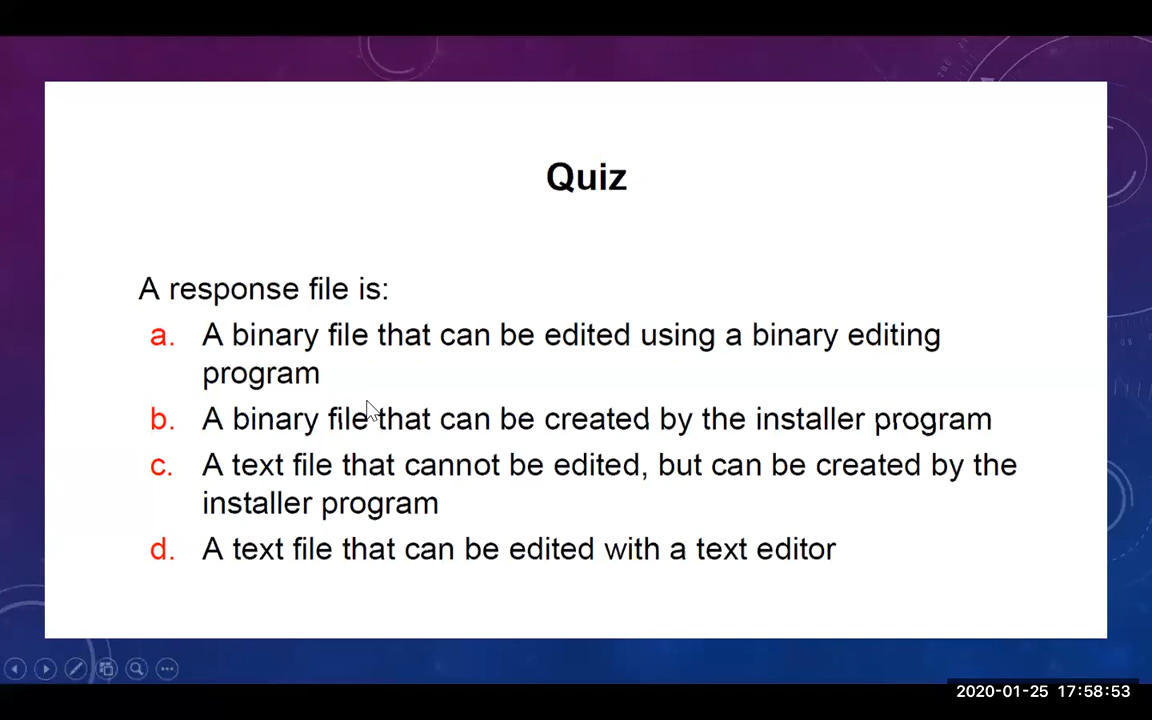 Quiz
A response file is:
a. A binary file that can be edited using a binary editing
program
b. A binary file that can be created by the installer program
c. A text file that cannot be edited, but can be created by the
installer program
d. A text file that can be edited with a text editor
2020-01-25 17:58:53